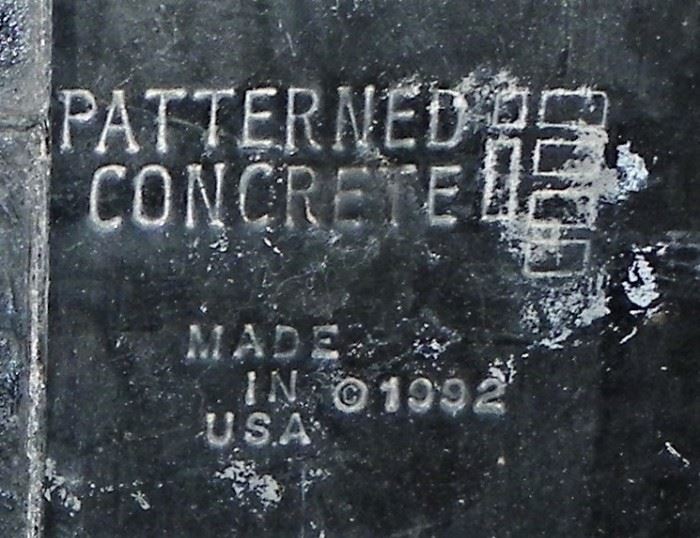 PATTERNED
CONCRETE
MADE
IN
USA
©1992